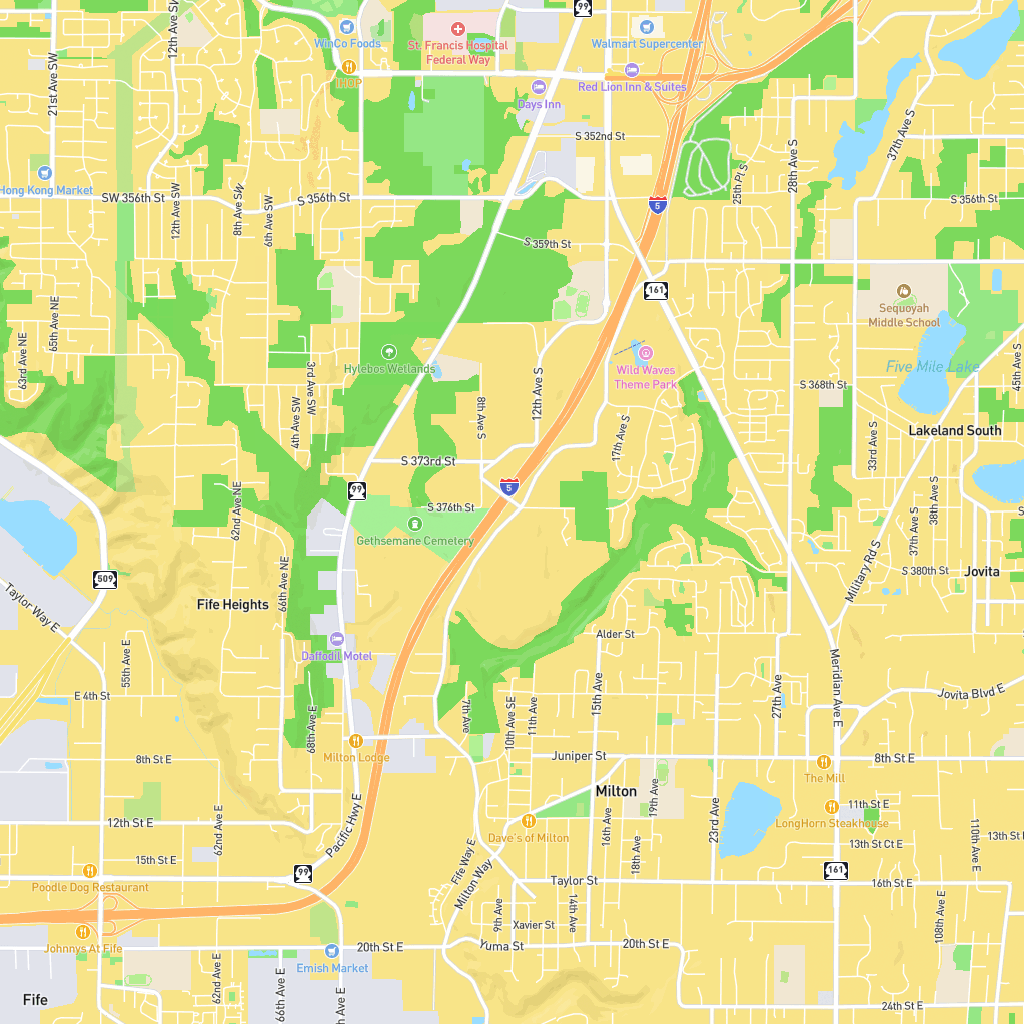 12th Ave SW
21st Ave SW
WinCo Foods
IHOP
St. Francis Hospital
Federal Way
99
Walmart Supercenter
Red Lion Inn & Suites
Days Inn
S 352nd St
37th Ave S
28th Ave S
25th Pl S
Hong Kong Market
SW 356th St
12th Ave SW
8th Ave SW
6th Ave SW
S 356th St
5
S 356th St
S 359th St
161
Sequoyah
Middle School
65th Ave NE
63rd Ave NE
Hylebos Wetlands
3rd Ave SW
4th Ave SW
Wild Waves
Theme Park
Five Mile Lake
45th Ave S
S 368th St
12th Ave S
8th Ave S
17th Ave S
33rd Ave S
Lakeland South
S 373rd St
99
5
62nd Ave NE
S 376th St
Gethsemane Cemetery
38th Ave S
37th Ave S
Military Rd S
S 380th St
Jovita
509
Taylor Way E
Fife Heights
66th Ave NE
55th Ave E
Daffodil Motel
Alder St
Meridian Ave E
E 4th St
68th Ave E
7th Ave
10th Ave SE
11th Ave
15th Ave
27th Ave
Jovita Blvd E
8th St E
Milton Lodge
Juniper St
8th St E
The Mill
Milton
19th Ave
11th St E
LongHorn Steakhouse
12th St E
62nd Ave E
Pacific Hwy E
Dave's of Milton
16th Ave
18th Ave
23rd Ave
13th St Ct E
110th Ave E
13th St E
15th St E
Poodle Dog Restaurant
99
Fife Way E
Milton Way
Taylor St
161
16th St E
9th Ave
14th Ave
Xavier St
108th Ave E
Johnnys At Fife
20th St E
Emish Market
Yuma St
20th St E
62nd Ave E
66th Ave E
Ave E
Fife
24th St E